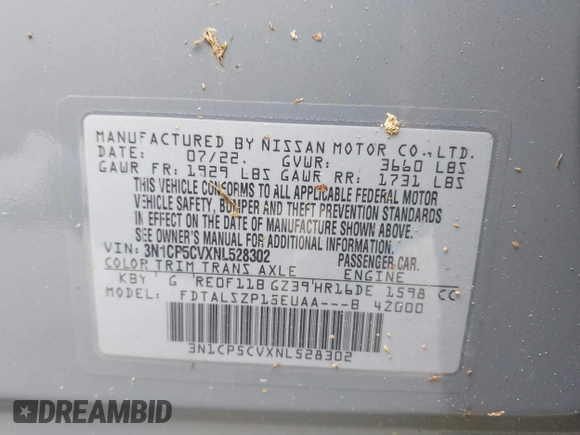 MANUFACTURED BY NISSAN MOTOR CO.,LTD.
DATE: 07/22. GVWR: 3660 LBS
GAWR FR: 1929 LBS GAWR RR: 1731 LBS
THIS VEHICLE CONFORMS TO ALL APPLICABLE FEDERAL MOTOR
VEHICLE SAFETY, BUMPER AND THEFT PREVENTION STANDARDS
IN EFFECT ON THE DATE OF MANUFACTURE SHOWN ABOVE.
SEE OWNER'S MANUAL FOR ADDITIONAL INFORMATION.
VIN: 3N1CP5CVXNL528302 PASSENGER CAR.
COLOR TRIM TRANS AXLE ENGINE
KBY G RE0F11B GZ39 HR16DE 1598 CC
MODEL: FDTALSZP15EUAA---B 42G00
3N1CP5CVXNL528302
DREAMBID